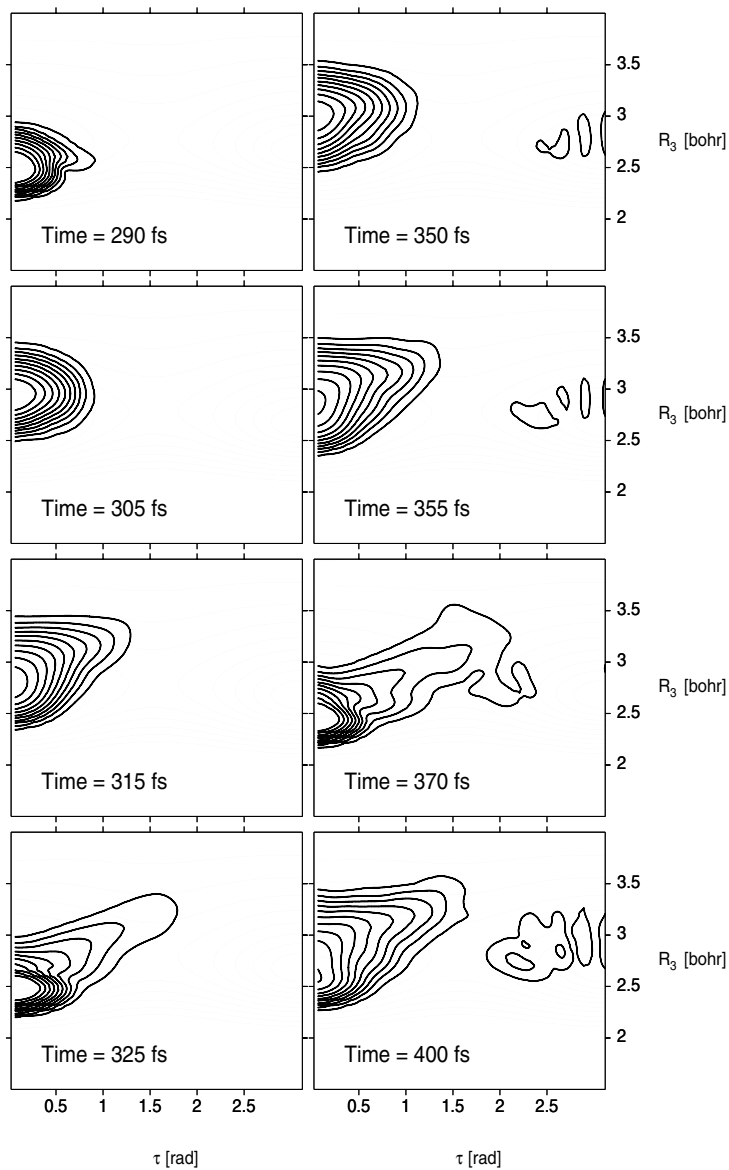 3.5
3
R3 [bohr]
2.5
2
Time = 290 fs
Time = 350 fs
3.5
3
R3 [bohr]
2.5
2
Time = 305 fs
Time = 355 fs
3.5
3
R3 [bohr]
2.5
2
Time = 315 fs
Time = 370 fs
3.5
3
R3 [bohr]
2.5
2
Time = 325 fs
Time = 400 fs
0.5 1 1.5 2 2.5
0.5 1 1.5 2 2.5
τ [rad]
τ [rad]